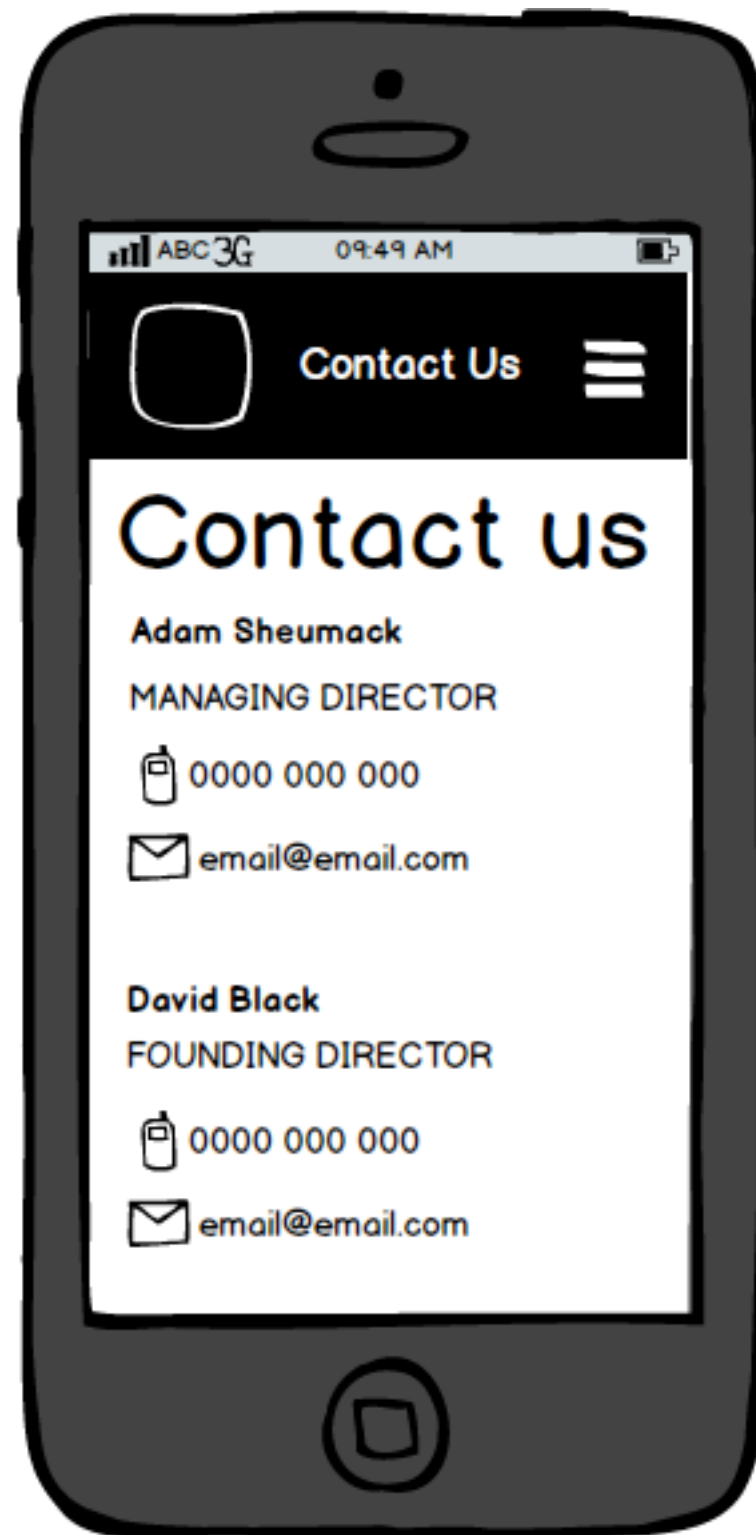 ABC 3G 09:49 AM
Contact Us
Contact us
Adam Sheumack
MANAGING DIRECTOR
0000 000 000
email@email.com
David Black
FOUNDING DIRECTOR
0000 000 000
email@email.com